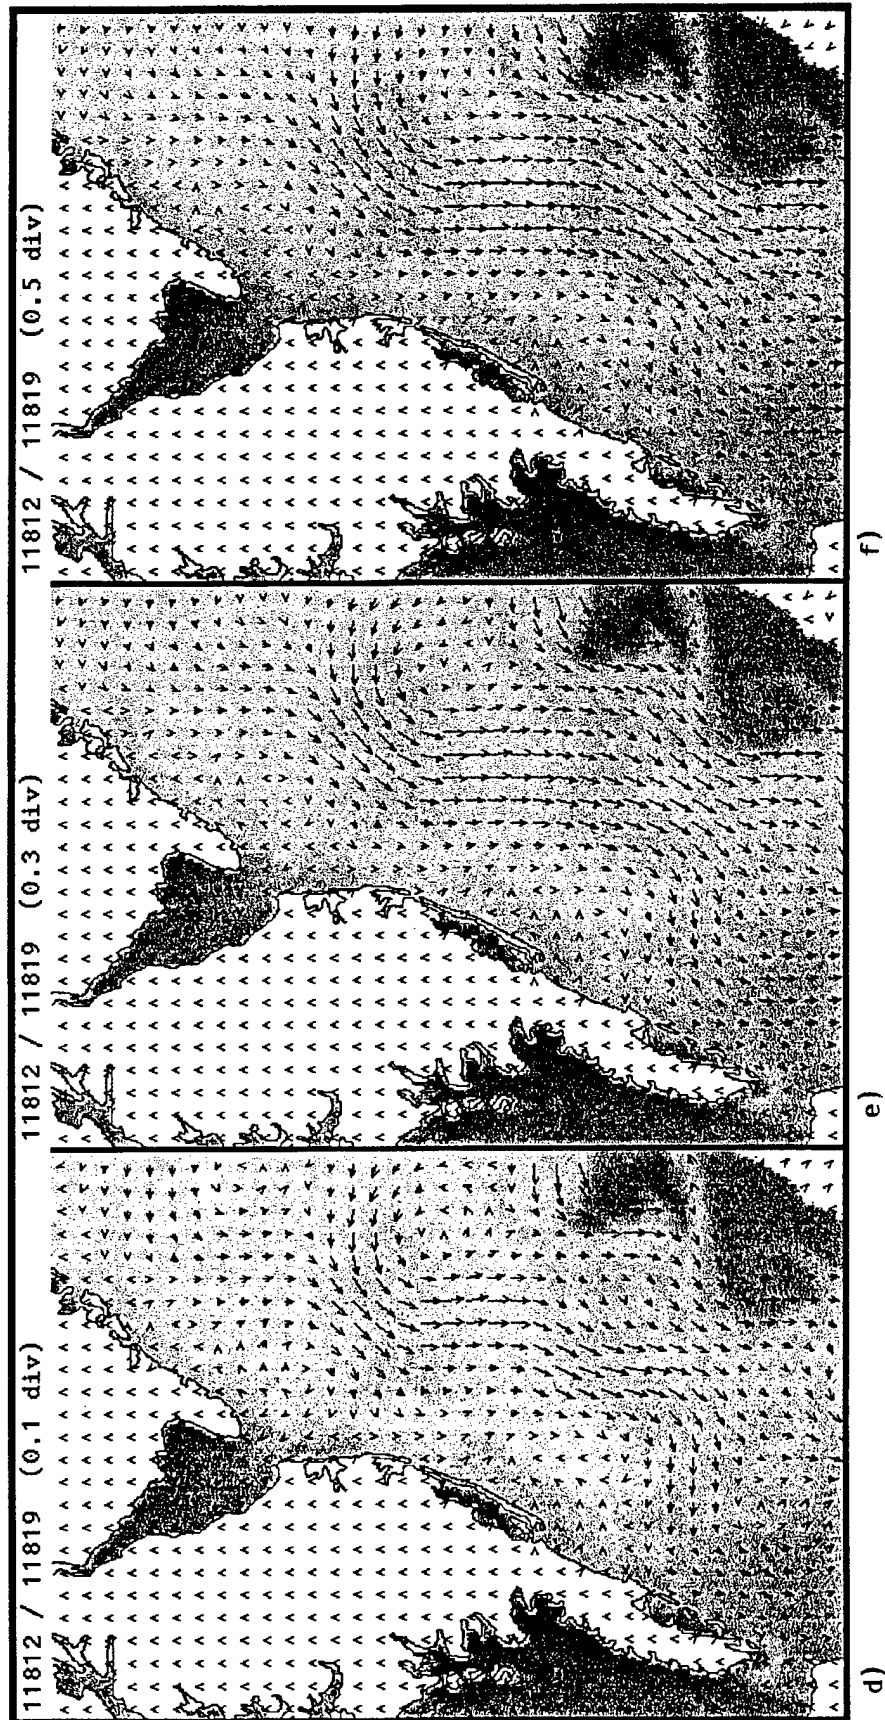 11812 / 11819 (0.1 div)
11812 / 11819 (0.3 div)
11812 / 11819 (0.5 div)
d)
e)
f)